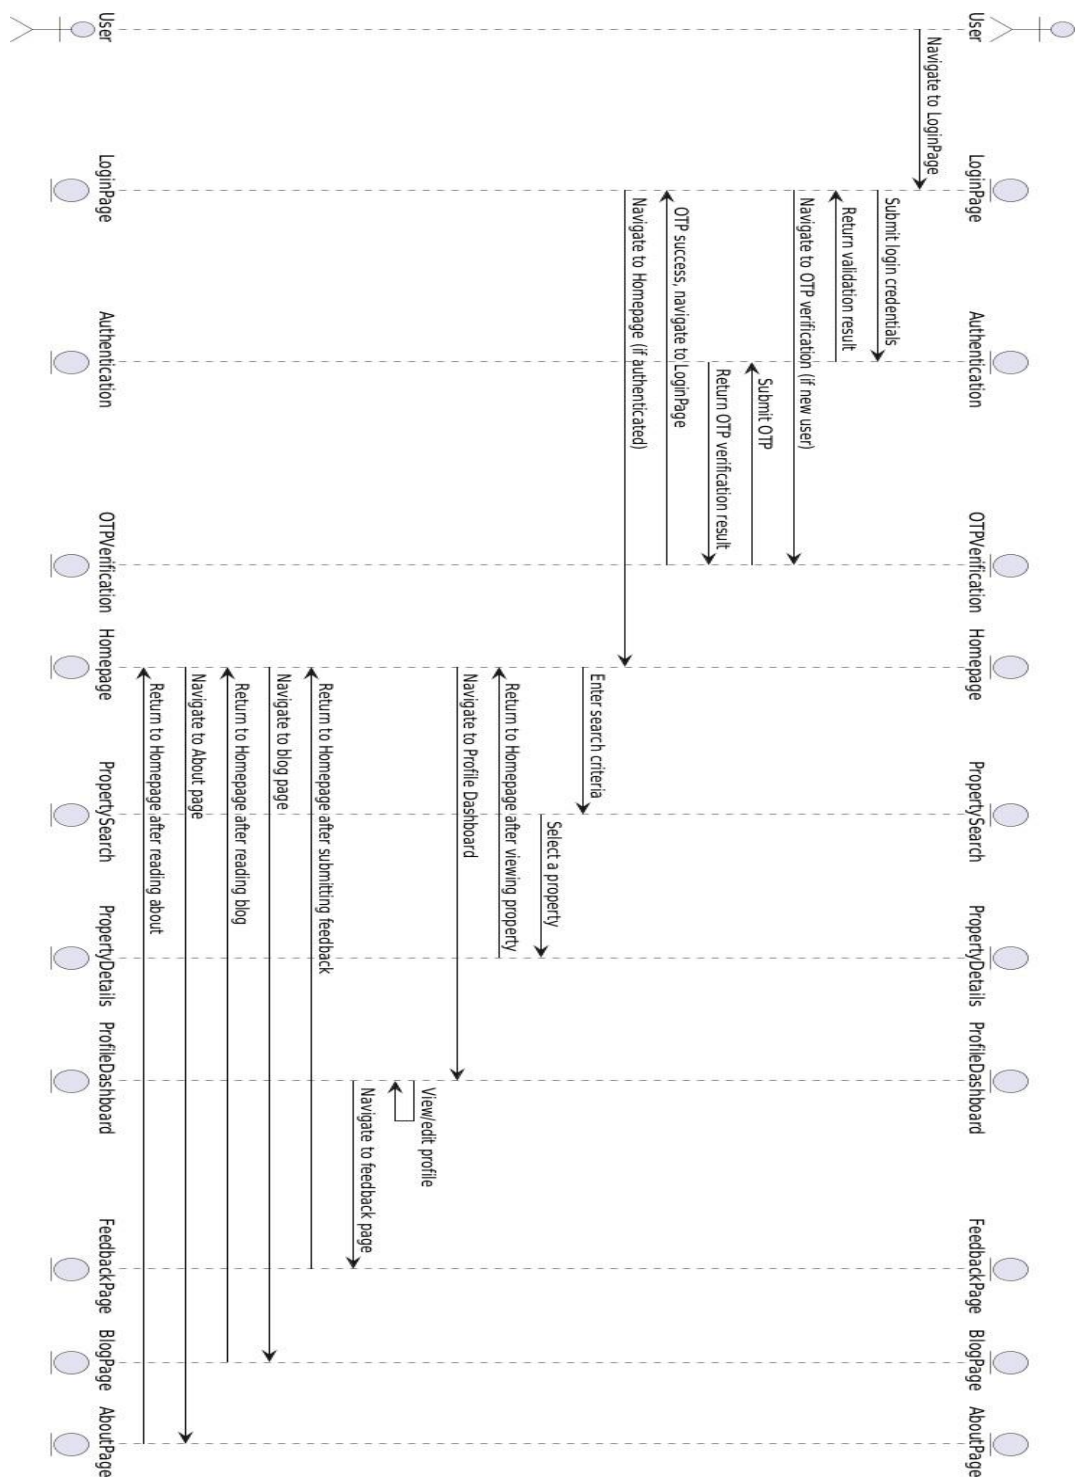 User
LoginPage
Authentication
OTPVerification
Homepage
PropertySearch
PropertyDetails
ProfileDashboard
FeedbackPage
BlogPage
AboutPage
Navigate to LoginPage
Submit login credentials
Return validation result
Navigate to OTP verification (if new user)
Submit OTP
Return OTP verification result
OTP success, navigate to LoginPage
Navigate to Homepage (if authenticated)
Enter search criteria
Select a property
Return to Homepage after viewing property
Navigate to Profile Dashboard
View/edit profile
Navigate to feedback page
Return to Homepage after submitting feedback
Navigate to blog page
Return to Homepage after reading blog
Navigate to About page
Return to Homepage after reading about
User
LoginPage
Authentication
OTPVerification
Homepage
PropertySearch
PropertyDetails
ProfileDashboard
FeedbackPage
BlogPage
AboutPage